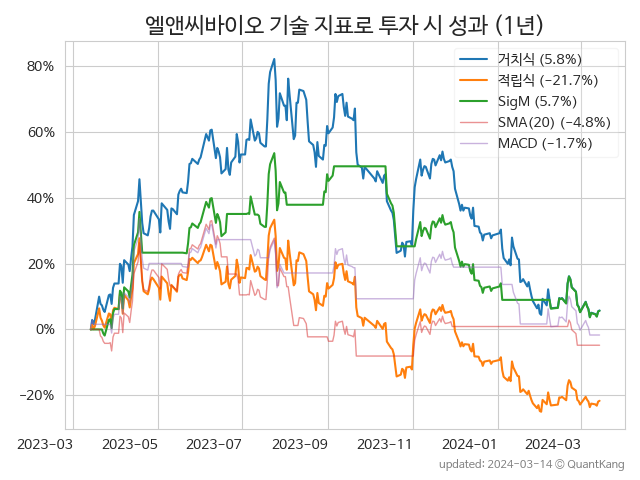 엘앤씨바이오 기술 지표로 투자 시 성과 (1년)
80%
60%
40%
20%
0%
−20%
거치식 (5.8%)
적립식 (−21.7%)
SigM (5.7%)
SMA(20) (−4.8%)
MACD (−1.7%)
2023−03 2023−05 2023−07 2023−09 2023−11 2024−01 2024−03
updated: 2024-03-14 © QuantKang